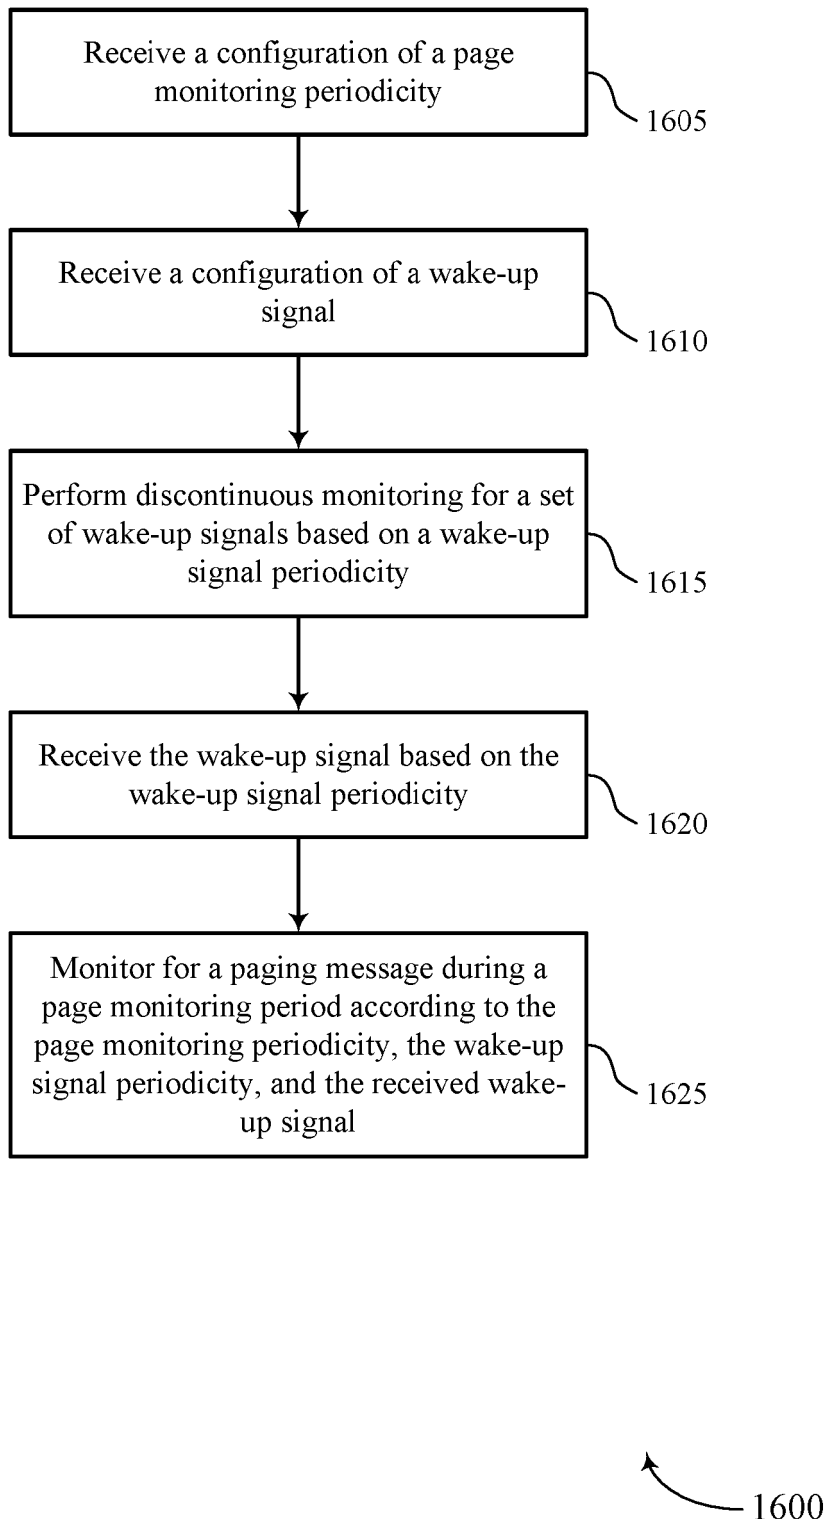 Receive a configuration of a page
monitoring periodicity
1605
Receive a configuration of a wake-up
signal
1610
Perform discontinuous monitoring for a set
of wake-up signals based on a wake-up
signal periodicity
1615
Receive the wake-up signal based on the
wake-up signal periodicity
1620
Monitor for a paging message during a
page monitoring period according to the
page monitoring periodicity, the wake-up
signal periodicity, and the received wake-
up signal
1625
1600